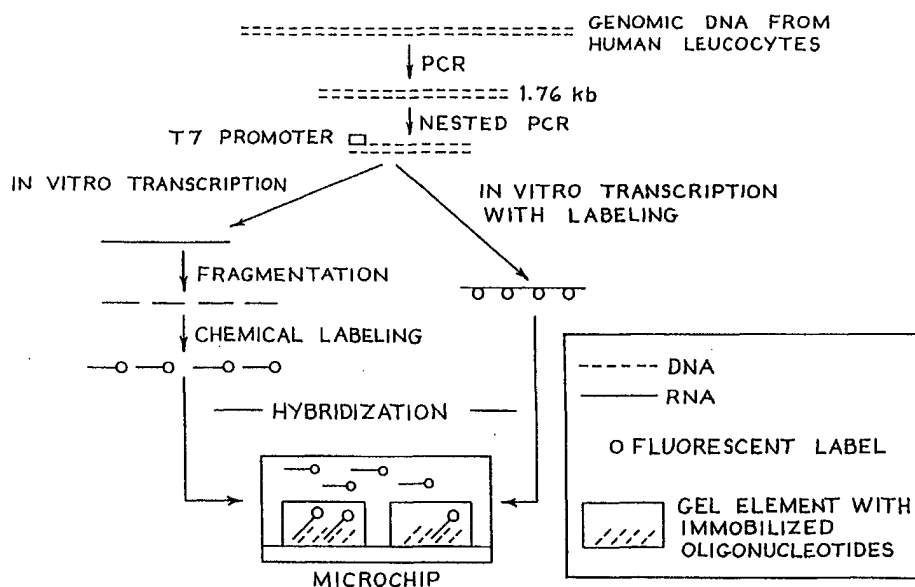 GENOMIC DNA FROM
HUMAN LEUCOCYTES
PCR
1.76 kb
NESTED PCR
T7 PROMOTER
IN VITRO TRANSCRIPTION
IN VITRO TRANSCRIPTION
WITH LABELING
FRAGMENTATION
CHEMICAL LABELING
HYBRIDIZATION
MICROCHIP
DNA
RNA
FLUORESCENT LABEL
GEL ELEMENT WITH
IMMOBILIZED
OLIGONUCLEOTIDES